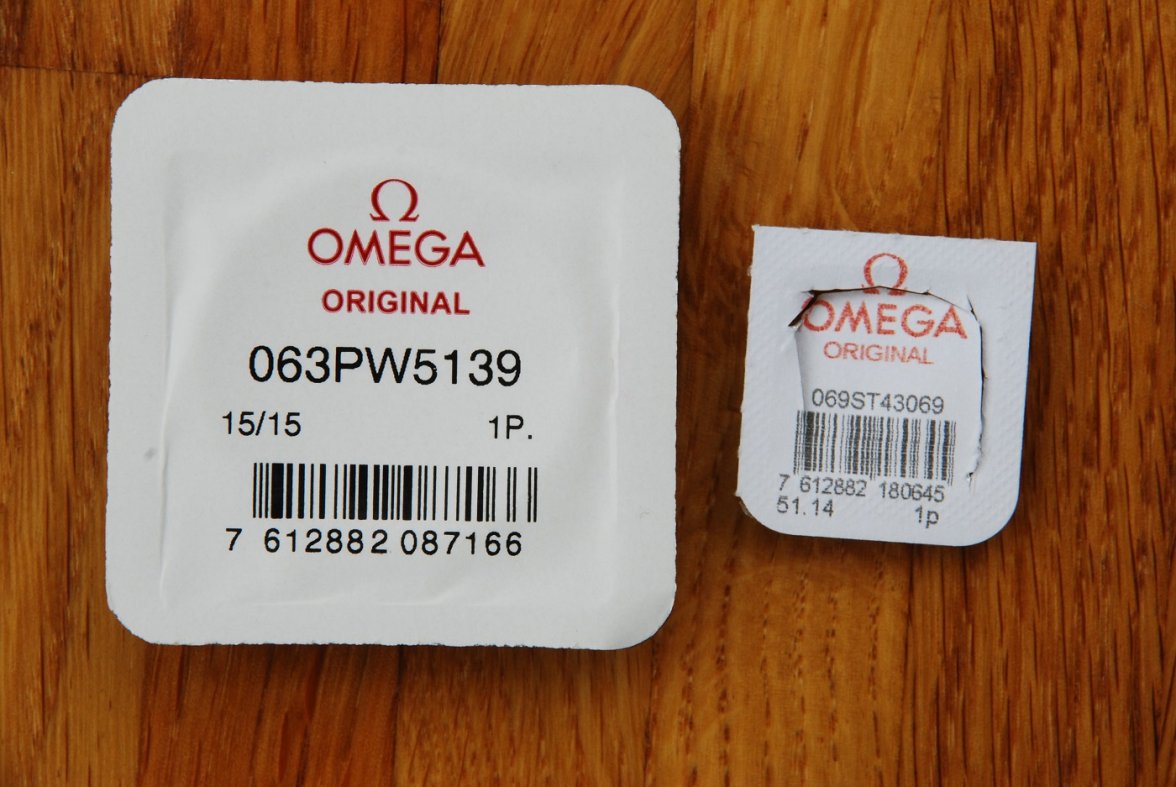 Ω
OMEGA
ORIGINAL
063PW5139
15/15 1P.
7 612882 087166
Ω
OMEGA
ORIGINAL
069ST43069
7 612882 180645
51.14 1p